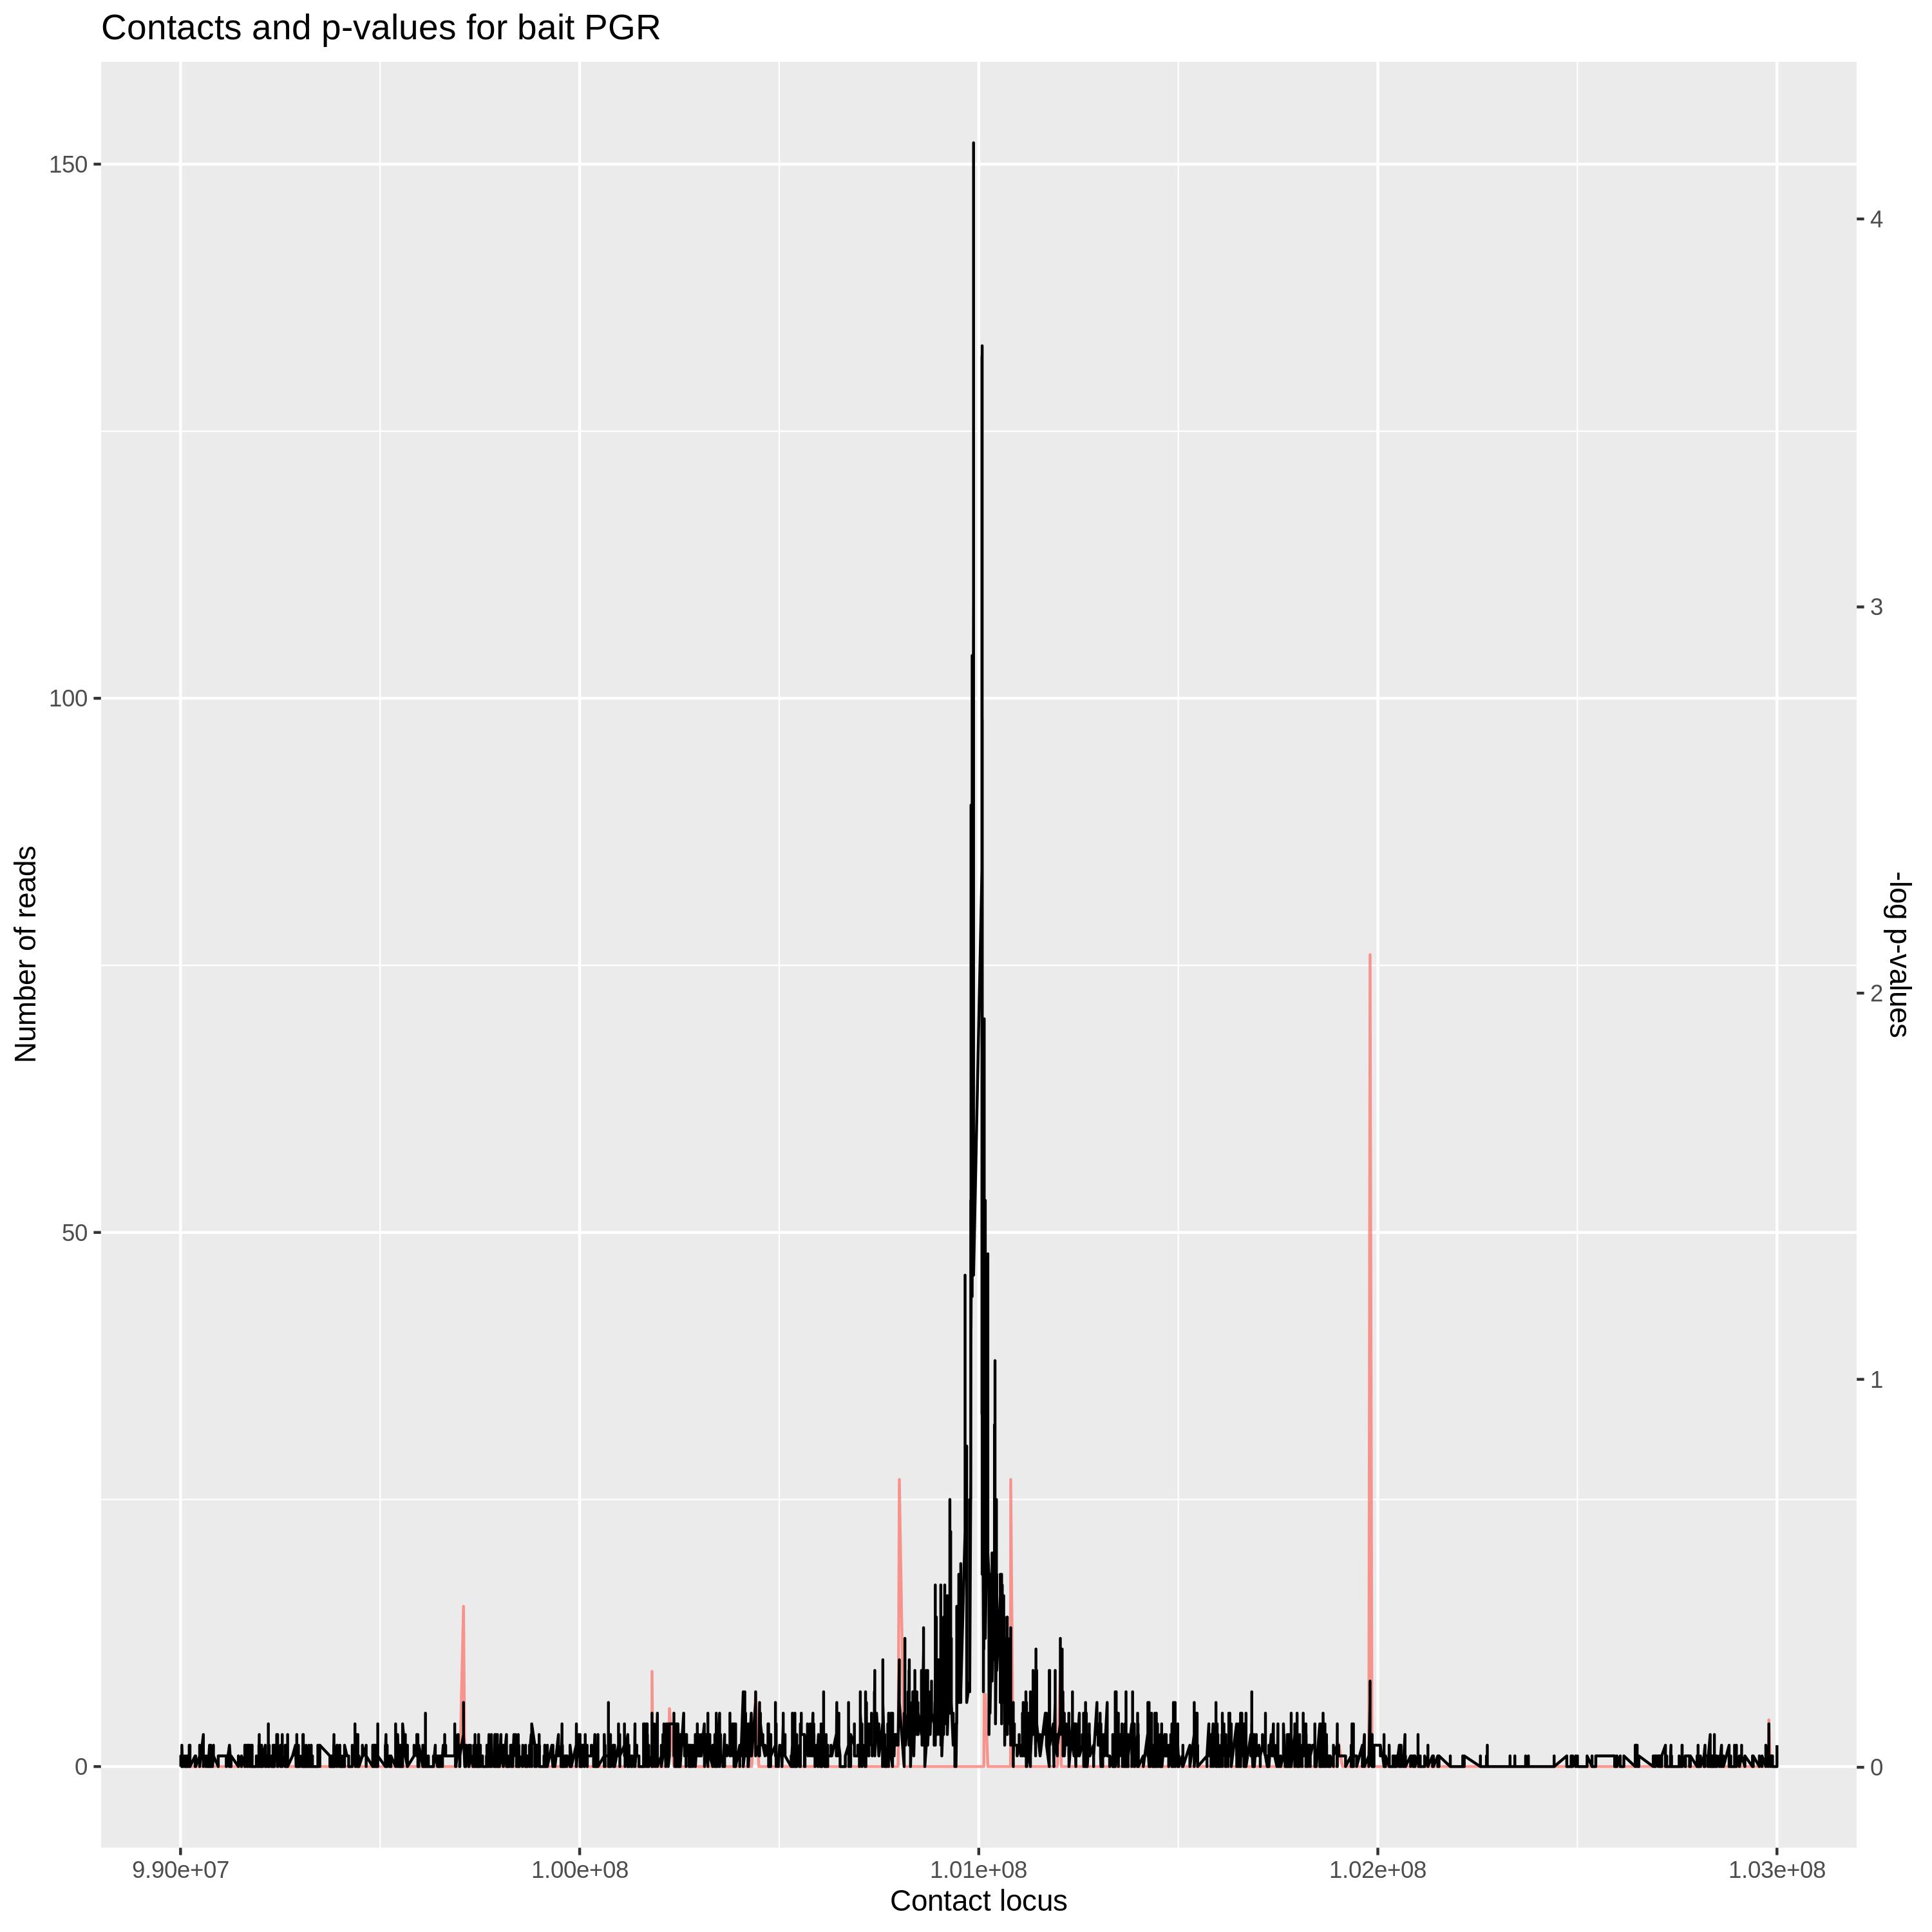 Contacts and p-values for bait PGR
150
100
50
0
Number of reads
4
3
2
1
0
-log p-values
9.90e+07
1.00e+08
1.01e+08
1.02e+08
1.03e+08
Contact locus